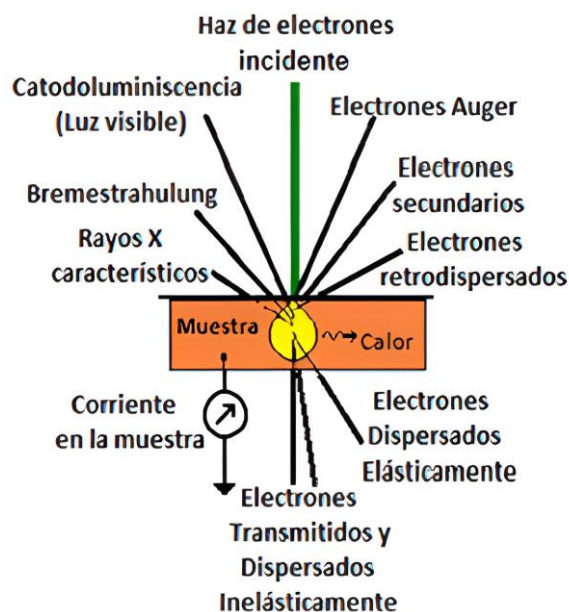 Haz de electrones
incidente
Catodoluminiscencia
(Luz visible)
Electrones Auger
Bremestrahulung
Electrones
secundarios
Rayos X
característicos
Electrones
retrodispersados
Muestra
Calor
Corriente
en la muestra
Electrones
Dispersados
Elásticamente
Electrones
Transmitidos y
Dispersados
Inelásticamente